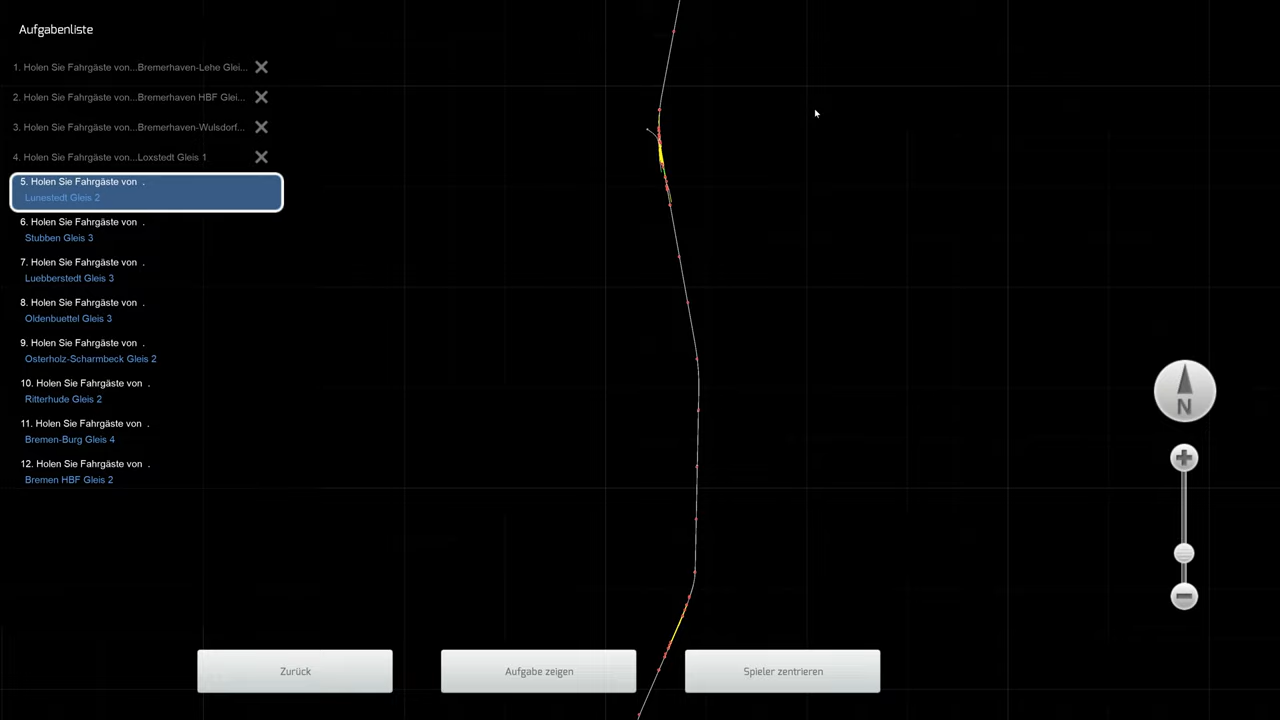 Aufgabenliste
1. Holen Sie Fahrgäste von...Bremerhaven-Lehe Glei...
2. Holen Sie Fahrgäste von...Bremerhaven HBF Glei...
3. Holen Sie Fahrgäste von...Bremerhaven-Wulsdorf...
4. Holen Sie Fahrgäste von...Loxstedt Gleis 1
5. Holen Sie Fahrgäste von .
Lunestedt Gleis 2
6. Holen Sie Fahrgäste von .
Stubben Gleis 3
7. Holen Sie Fahrgäste von .
Luebberstedt Gleis 3
8. Holen Sie Fahrgäste von .
Oldenbuettel Gleis 3
9. Holen Sie Fahrgäste von .
Osterholz-Scharmbeck Gleis 2
10. Holen Sie Fahrgäste von .
Ritterhude Gleis 2
11. Holen Sie Fahrgäste von .
Bremen-Burg Gleis 4
12. Holen Sie Fahrgäste von .
Bremen HBF Gleis 2
N
Zurück
Aufgabe zeigen
Spieler zentrieren